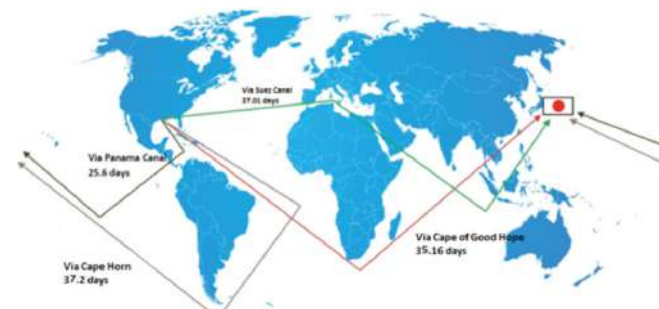 Via Suez Canal
37.01 days
Via Panama Canal
25.6 days
Via Cape of Good Hope
35.16 days
Via Cape Horn
37.2 days